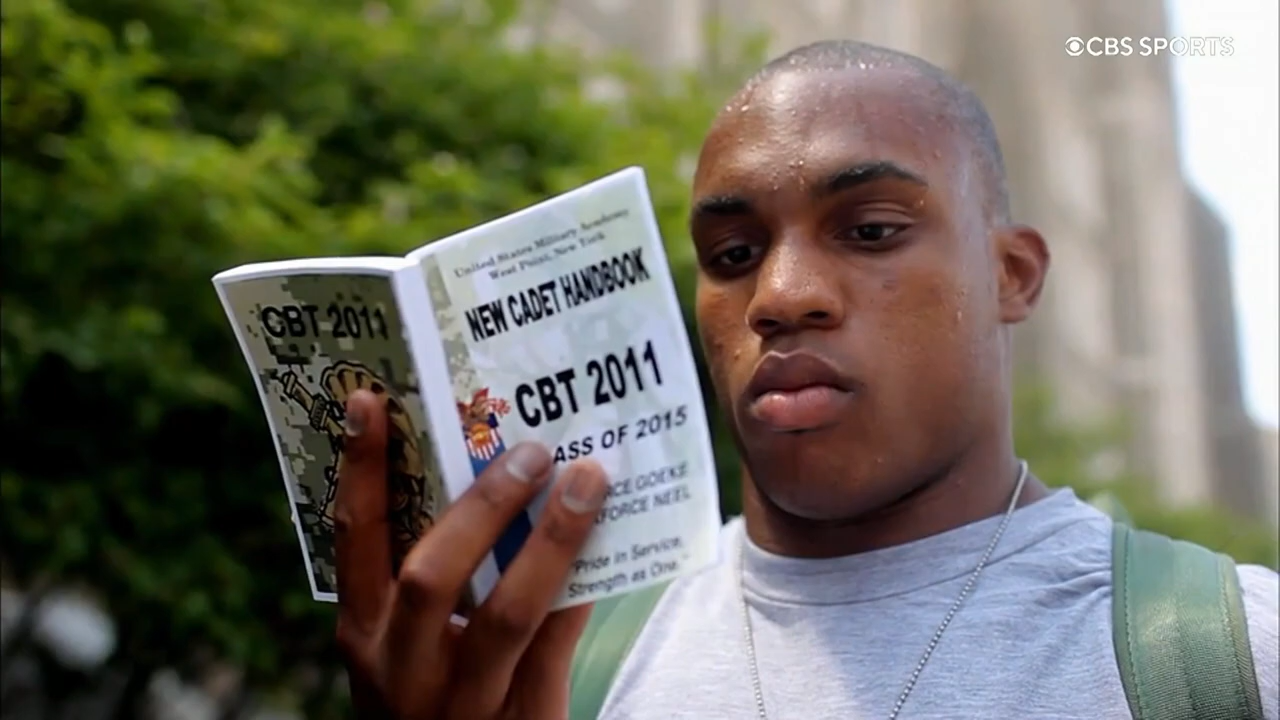 CBS SPORTS
CBT 2011
United States Military Academy
West Point, New York
NEW CADET HANDBOOK
CBT 2011
ASS OF 2015
RCE GOEKE
FORCE NEEL
"Pride in Service,
Strength as One."